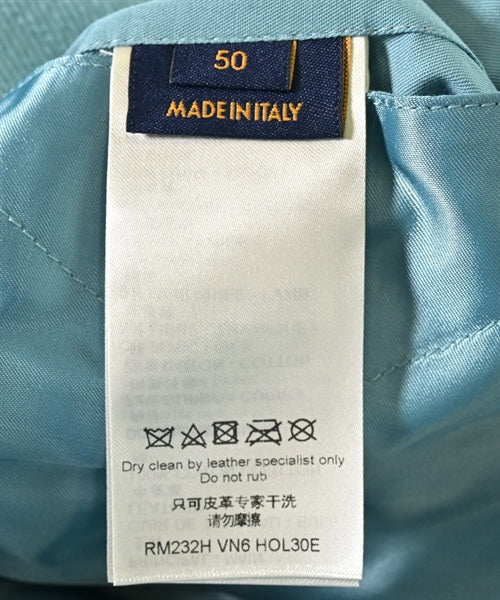 50
MADE IN ITALY
Dry clean by leather specialist only
Do not rub
只可皮革专家干洗
请勿摩擦
RM232H VN6 HOL30E